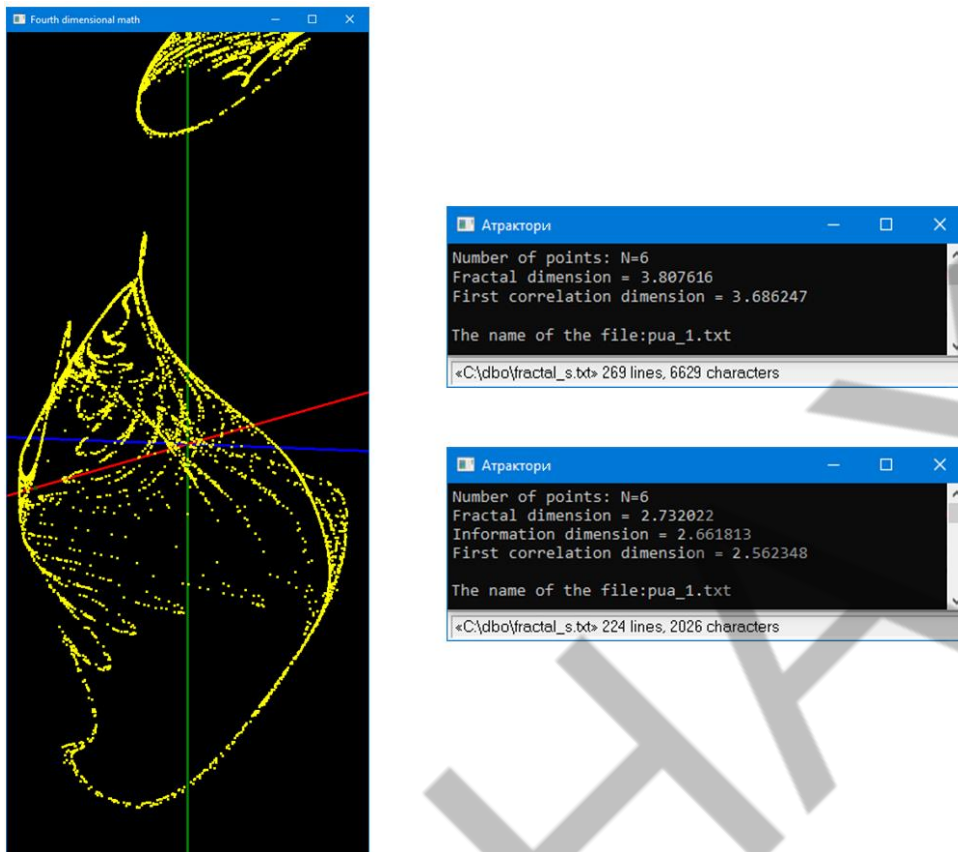 Fourth dimensional math
Атрактори
Number of points: N=6
Fractal dimension = 3.807616
First correlation dimension = 3.686247
The name of the file:pua_1.txt
«C:\dbo\fractal_s.txt» 269 lines, 6629 characters
Атрактори
Number of points: N=6
Fractal dimension = 2.732022
Information dimension = 2.661813
First correlation dimension = 2.562348
The name of the file:pua_1.txt
«C:\dbo\fractal_s.txt» 224 lines, 2026 characters